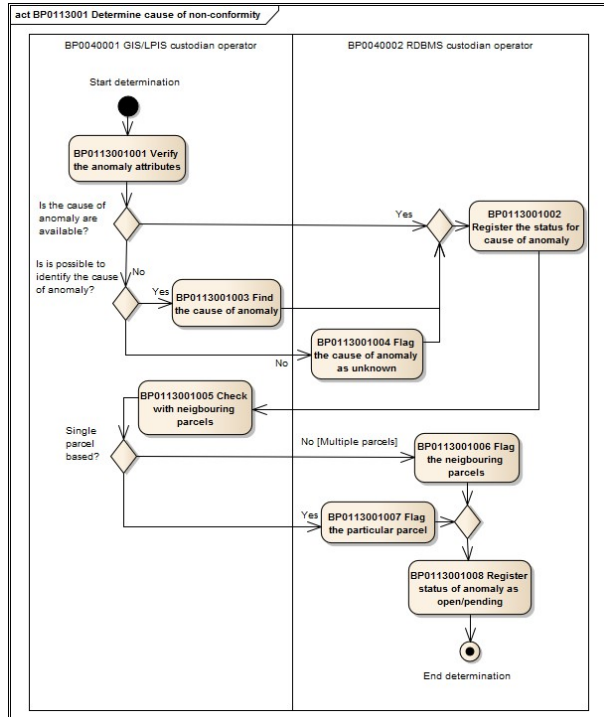 act BP0113001 Determine cause of non-conformity
BP0040001 GIS/LPIS custodian operator
BP0040002 RDBMS custodian operator
Start determination
BP0113001001 Verify
the anomaly attributes
Is the cause of
anomaly are
available?
Yes
BP0113001002
Register the status for
cause of anomaly
No
Is is possible to
identify the cause
of anomaly?
Yes
BP0113001003 Find
the cause of anomaly
No
BP0113001004 Flag
the cause of anomaly
as unknown
BP0113001005 Check
with neigbouring
parcels
Single
parcel
based?
No [Multiple parcels]
BP0113001006 Flag
the neigbouring
parcels
Yes
BP0113001007 Flag
the particular parcel
BP0113001008 Register
status of anomaly as
open/pending
End determination